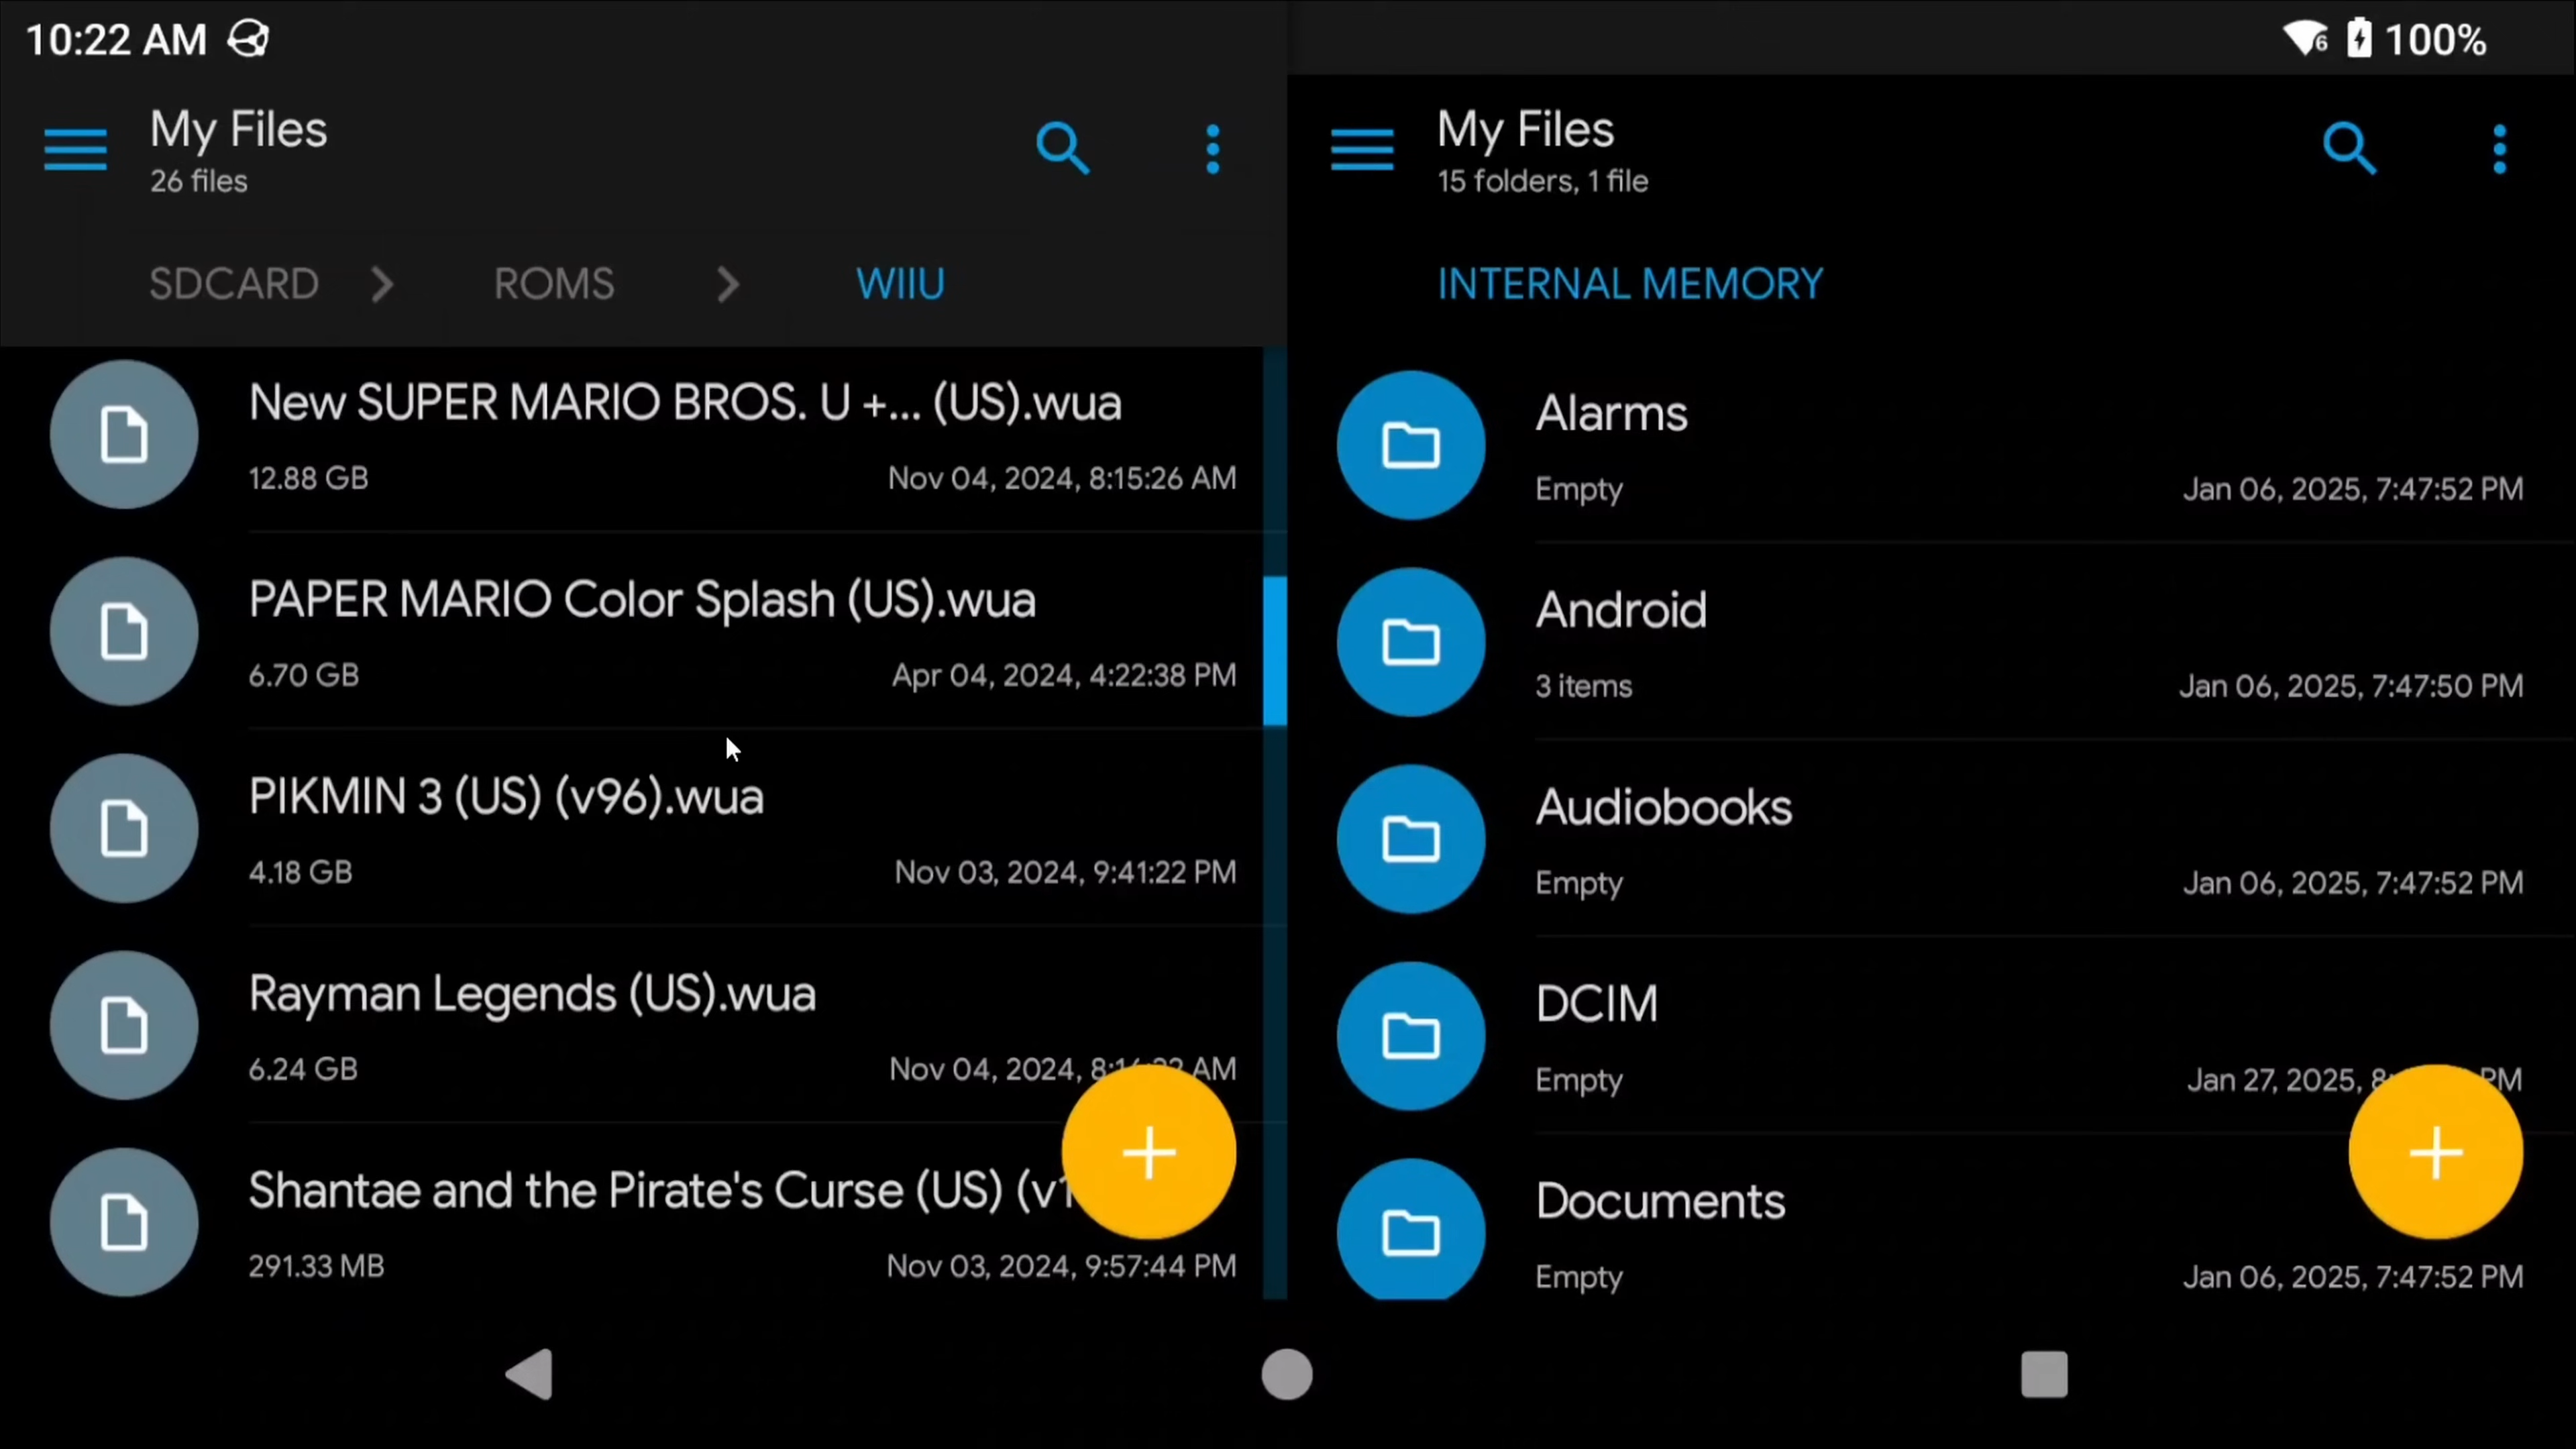 10:22 AM
6 100%
My Files
26 files
SDCARD > ROMS > WIIU
New SUPER MARIO BROS. U +... (US).wua
12.88 GB
Nov 04, 2024, 8:15:26 AM
PAPER MARIO Color Splash (US).wua
6.70 GB
Apr 04, 2024, 4:22:38 PM
PIKMIN 3 (US) (v96).wua
4.18 GB
Nov 03, 2024, 9:41:22 PM
Rayman Legends (US).wua
6.24 GB
Nov 04, 2024, AM
Shantae and the Pirate's Curse (US)
291.33 MB
Nov 03, 2024, 9:57:44 PM
My Files
15 folders, 1 file
INTERNAL MEMORY
Alarms
Empty
Jan 06, 2025, 7:47:52 PM
Android
3 items
Jan 06, 2025, 7:47:50 PM
Audiobooks
Empty
Jan 06, 2025, 7:47:52 PM
DCIM
Empty
Jan 27, 2025, PM
Documents
Empty
Jan 06, 2025, 7:47:52 PM